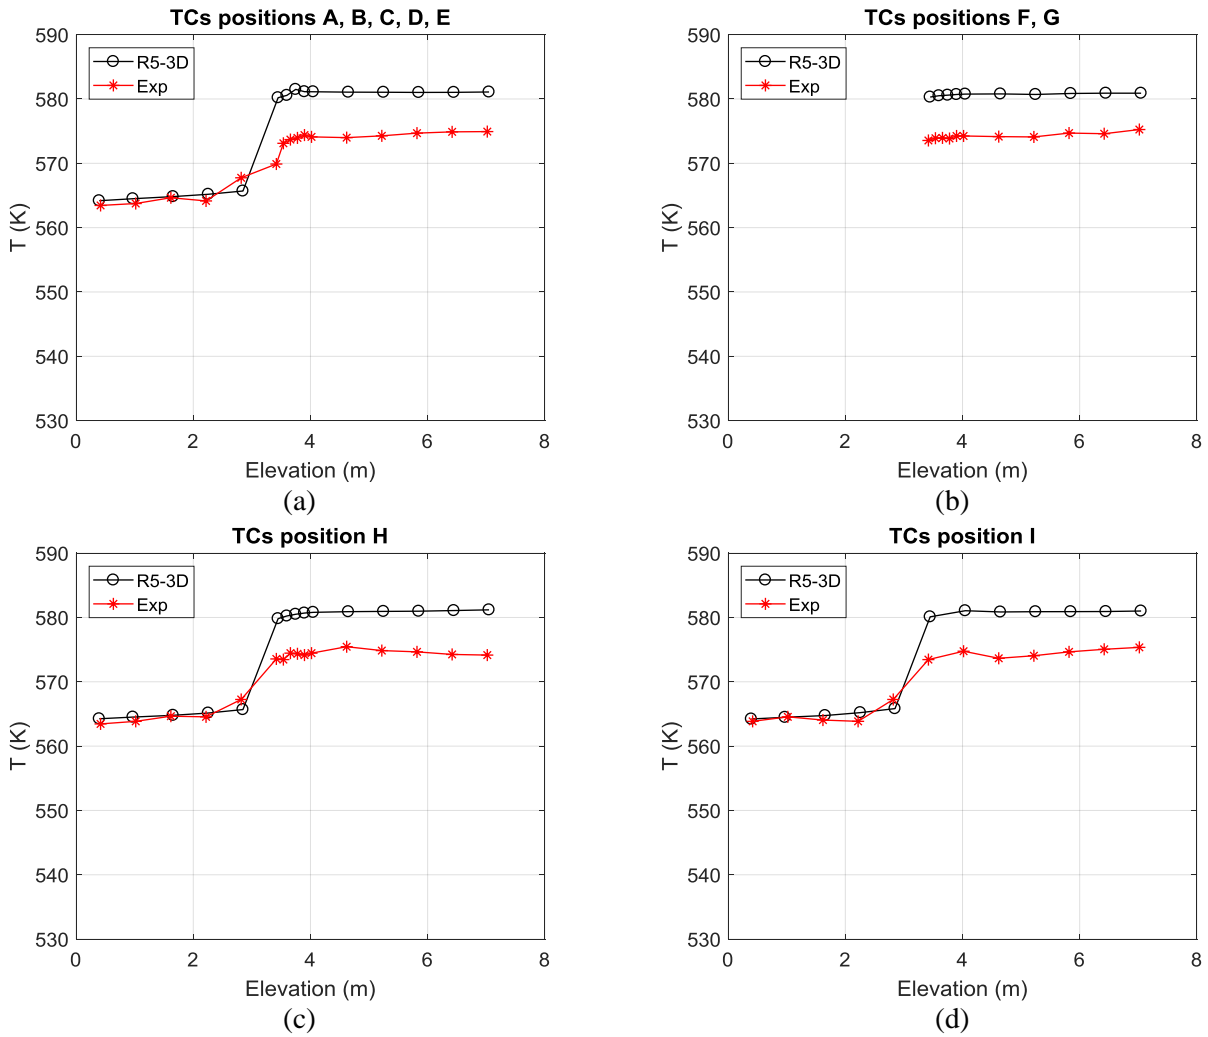 TCs positions A, B, C, D, E
590
580
570
560
550
540
530
T (K)
R5-3D
Exp
0 2 4 6 8
Elevation (m)
(a)
TCs positions F, G
590
580
570
560
550
540
530
T (K)
R5-3D
Exp
0 2 4 6 8
Elevation (m)
(b)
TCs position H
590
580
570
560
550
540
530
T (K)
R5-3D
Exp
0 2 4 6 8
Elevation (m)
(c)
TCs position I
590
580
570
560
550
540
530
T (K)
R5-3D
Exp
0 2 4 6 8
Elevation (m)
(d)